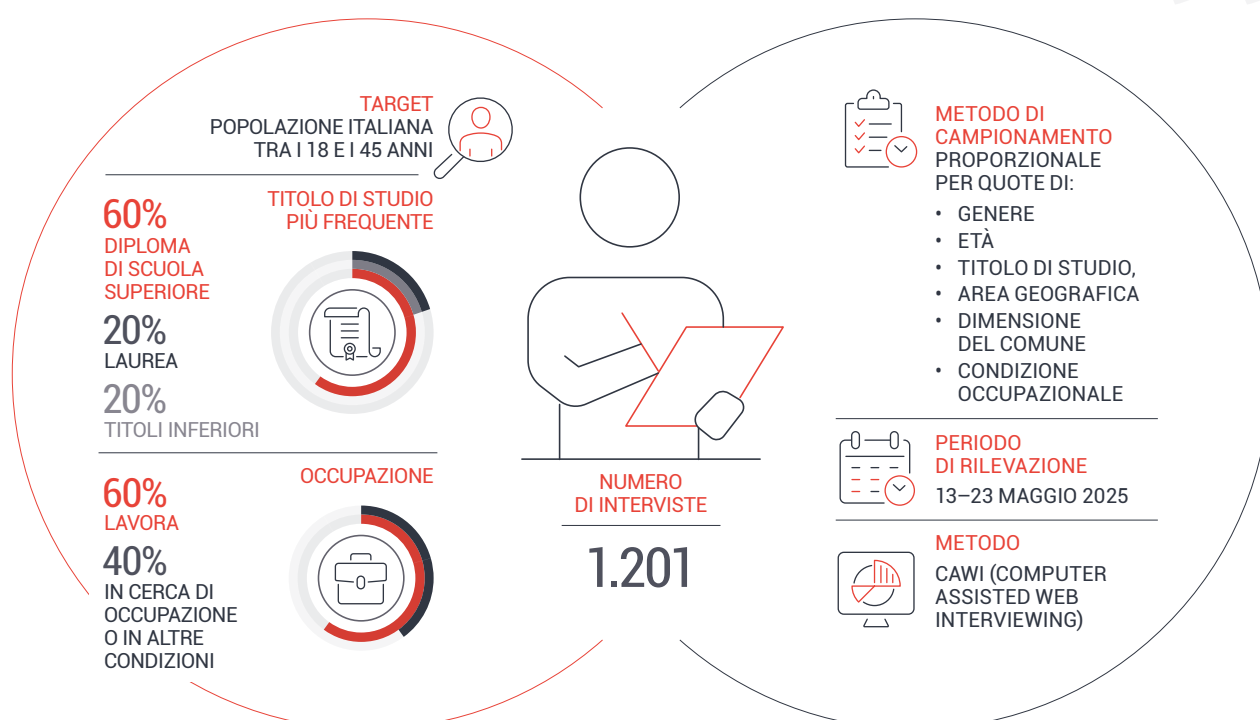 TARGET
POPOLAZIONE ITALIANA
TRA I 18 E I 45 ANNI
TITOLO DI STUDIO
PIÙ FREQUENTE
60%
DIPLOMA
DI SCUOLA
SUPERIORE
20%
LAUREA
20%
TITOLI INFERIORI
OCCUPAZIONE
60%
LAVORA
40%
IN CERCA DI
OCCUPAZIONE
O IN ALTRE
CONDIZIONI
NUMERO
DI INTERVISTE
1.201
METODO DI
CAMPIONAMENTO
PROPORZIONALE
PER QUOTE DI:
• GENERE
• ETÀ
• TITOLO DI STUDIO,
• AREA GEOGRAFICA
• DIMENSIONE
DEL COMUNE
• CONDIZIONE
OCCUPAZIONALE
PERIODO
DI RILEVAZIONE
13–23 MAGGIO 2025
METODO
CAWI (COMPUTER
ASSISTED WEB
INTERVIEWING)